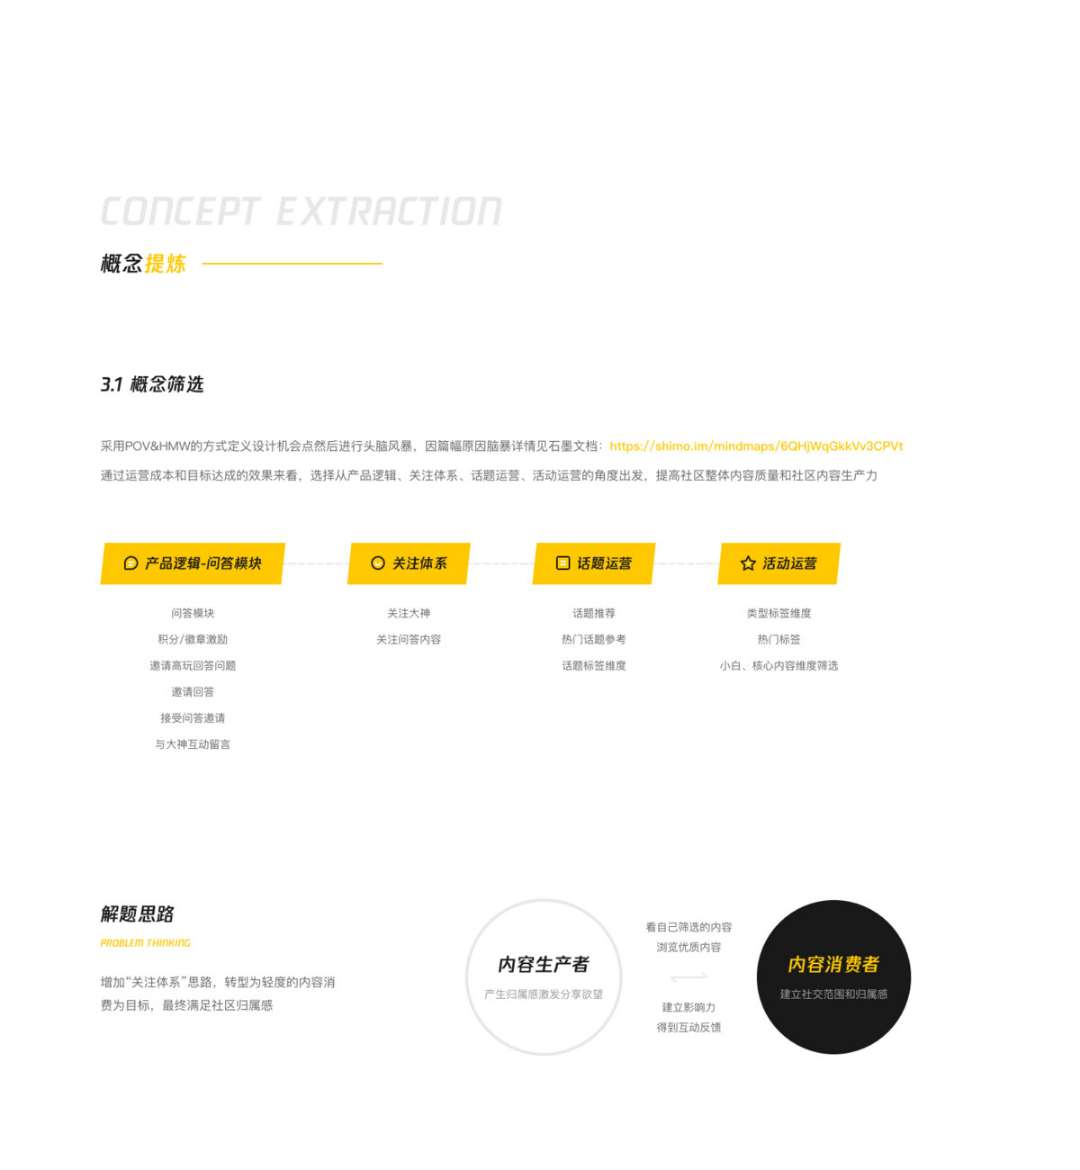 CONCEPT EXTRACTION
概念提炼
3.1 概念筛选
采用POV&HMW的方式定义设计机会点然后进行头脑风暴，因篇幅原因脑暴详情见石墨文档：https://shimo.im/mindmaps/6QHjWqGkkVv3CPVt
通过运营成本和目标达成的效果来看，选择从产品逻辑、关注体系、话题运营、活动运营的角度出发，提高社区整体内容质量和社区内容生产力
产品逻辑-问答模块
问答模块
积分/徽章激励
邀请高玩回答问题
邀请回答
接受问答邀请
与大神互动留言
关注体系
关注大神
关注问答内容
话题运营
话题推荐
热门话题参考
话题标签维度
活动运营
类型标签维度
热门标签
小白、核心内容维度筛选
解题思路
PROBLEM THINKING
增加“关注体系”思路，转型为轻度的内容消
费为目标，最终满足社区归属感
内容生产者
产生归属感激发分享欲望
看自己筛选的内容
浏览优质内容
建立影响力
得到互动反馈
内容消费者
建立社交范围和归属感